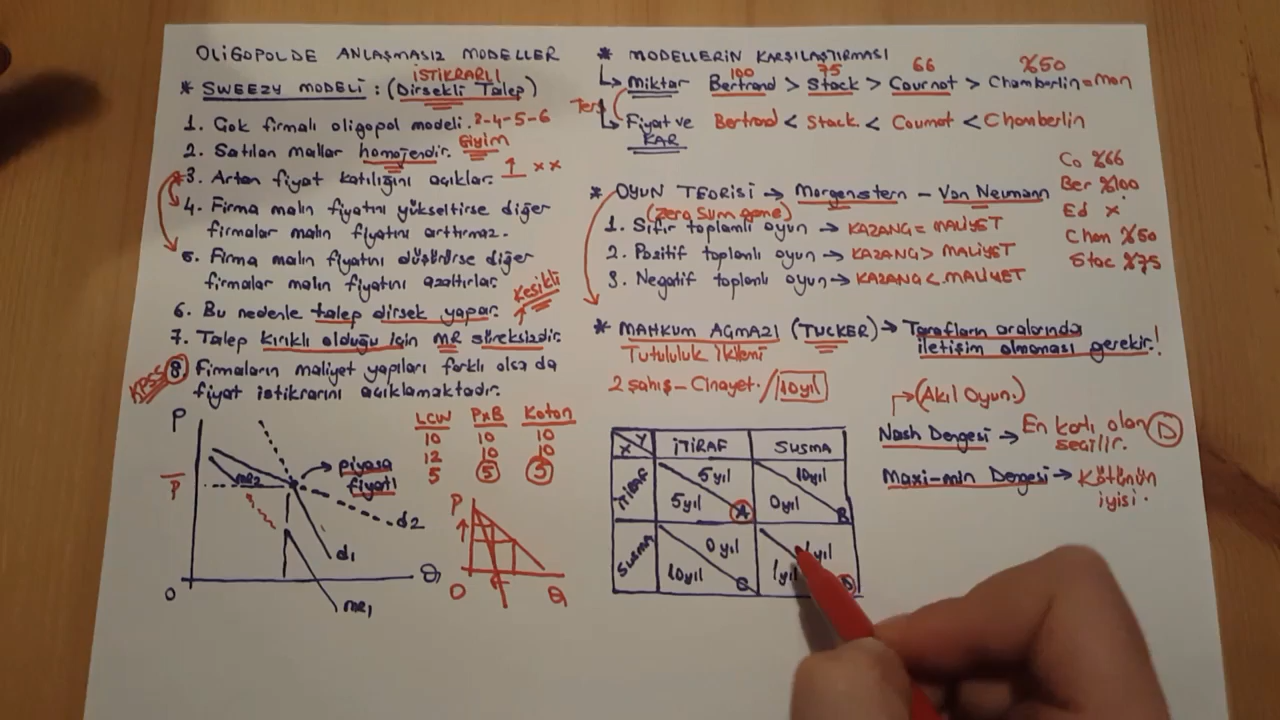 OLİGOPOLDE ANLAŞMASIZ MODELLER
İSTİKRARLI
* SWEEZY MODELİ : (Dirsekli Talep)
1. Çok firmalı oligopol modeli. 3-4-5-6
Giyim
2. Satılan mallar homojendir.
3. Artan fiyat katılığını açıklar. ↑ x x
4. Firma malın fiyatını yükseltirse diğer
firmalar malın fiyatını arttırmaz.
5. Firma malın fiyatını düşürürse diğer
firmalar malın fiyatını azaltırlar.
Kesikli
6. Bu nedenle talep dirsek yapar.
7. Talep kırıklı olduğu için MR süreksizdir.
KPSS
8. Firmaların maliyet yapıları farklı olsa da
fiyat istikrarını açıklamaktadır.
P
P
MR2
piyasa
fiyatı
d2
d1
MR1
Q
0
LCW PxB Koton
10 10 10
12 10 10
5 5 5
P
0 Q
* MODELLERİN KARŞILAŞTIRMASI
100 75 66 %50
→ Miktar Bertrand > Stack > Cournot > Chamberlin = Mon
Ters
→ Fiyat ve Bertrand < Stack. < Cournot < Chamberlin
KAR
Co %66
Ber %100
Ed x
Cham %50
Stac %75
* OYUN TEORİSİ → Morgenstern - Von Neumann
(zero sum game)
1. Sıfır toplamlı oyun → KAZANÇ = MALİYET
2. Pozitif toplamlı oyun → KAZANÇ > MALİYET
3. Negatif toplamlı oyun → KAZANÇ < MALİYET
* MAHKUM AÇMAZI (TUCKER) → Tarafların aralarında
iletişim olmaması gerekir!
Tutukluluk İkilemi
2 şahıs - Cinayet / 10 yıl
X Y İTİRAF SUSMA
İTİRAF 5 yıl 10 yıl
5 yıl A 0 yıl B
SUSMA 0 yıl 1 yıl
10 yıl C 1 yıl D
(Akıl Oyun.)
Nash Dengesi → En karlı olan D
seçilir.
Maxi-min Dengesi → Kötünün
iyisi.